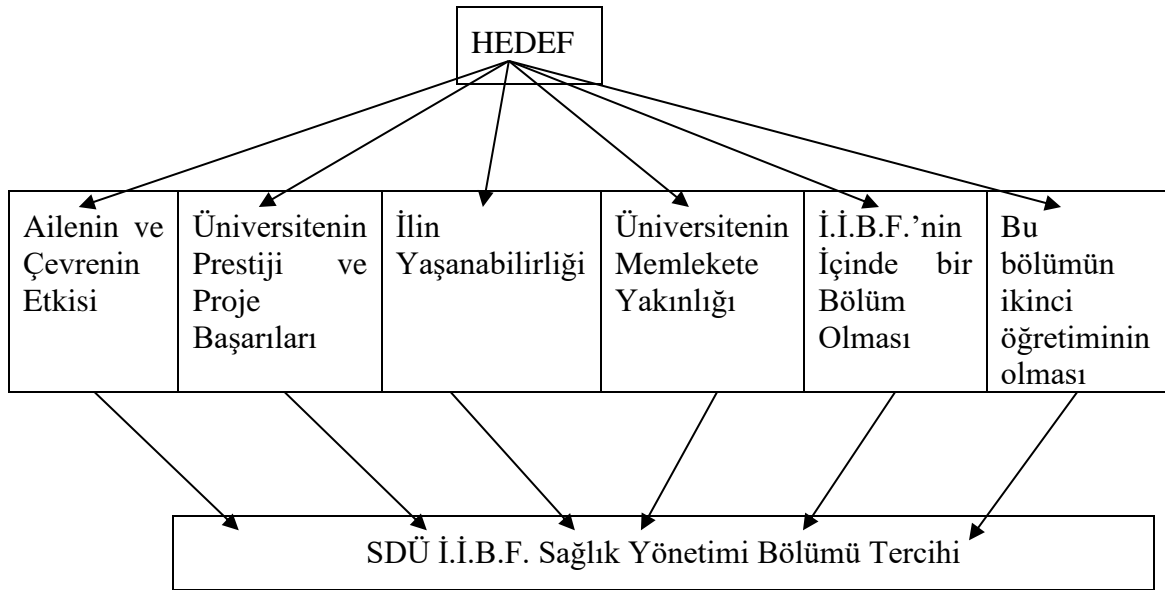 HEDEF
Ailenin ve
Çevrenin
Etkisi
Üniversitenin
Prestiji ve
Proje
Başarıları
İlin
Yaşanabilirliği
Üniversitenin
Memlekete
Yakınlığı
İ.İ.B.F.’nin
İçinde bir
Bölüm
Olması
Bu
bölümün
ikinci
öğretiminin
olması
SDÜ İ.İ.B.F. Sağlık Yönetimi Bölümü Tercihi